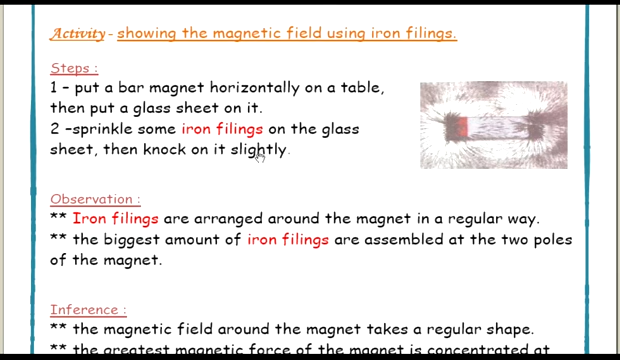 Activity - showing the magnetic field using iron filings.
Steps :
1 – put a bar magnet horizontally on a table,
then put a glass sheet on it.
2 –sprinkle some iron filings on the glass
sheet, then knock on it slightly.
Observation :
** Iron filings are arranged around the magnet in a regular way.
** the biggest amount of iron filings are assembled at the two poles
of the magnet.
Inference :
** the magnetic field around the magnet takes a regular shape.
** the greatest magnetic force of the magnet is concentrated at